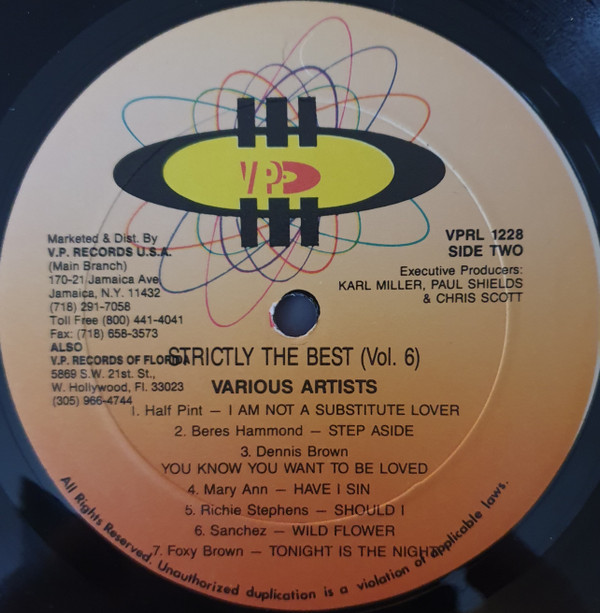 VP
Marketed & Dist. By
V.P. RECORDS U.S.A.
(Main Branch)
170-21 Jamaica Ave
Jamaica, N.Y. 11432
(718) 291-7058
Toll Free (800) 441-4041
Fax: (718) 658-3573
ALSO
V.P. RECORDS OF FLORIDA
5869 S.W. 21st. St.,
W. Hollywood, Fl. 33023
(305) 966-4744
VPRL 1228
SIDE TWO
Executive Producers:
KARL MILLER, PAUL SHIELDS
& CHRIS SCOTT
STRICTLY THE BEST (Vol. 6)
VARIOUS ARTISTS
1. Half Pint – I AM NOT A SUBSTITUTE LOVER
2. Beres Hammond – STEP ASIDE
3. Dennis Brown
YOU KNOW YOU WANT TO BE LOVED
4. Mary Ann – HAVE I SIN
5. Richie Stephens – SHOULD I
6. Sanchez – WILD FLOWER
7. Foxy Brown – TONIGHT IS THE NIGHT
All Rights Reserved. Unauthorized duplication is a violation of applicable laws.